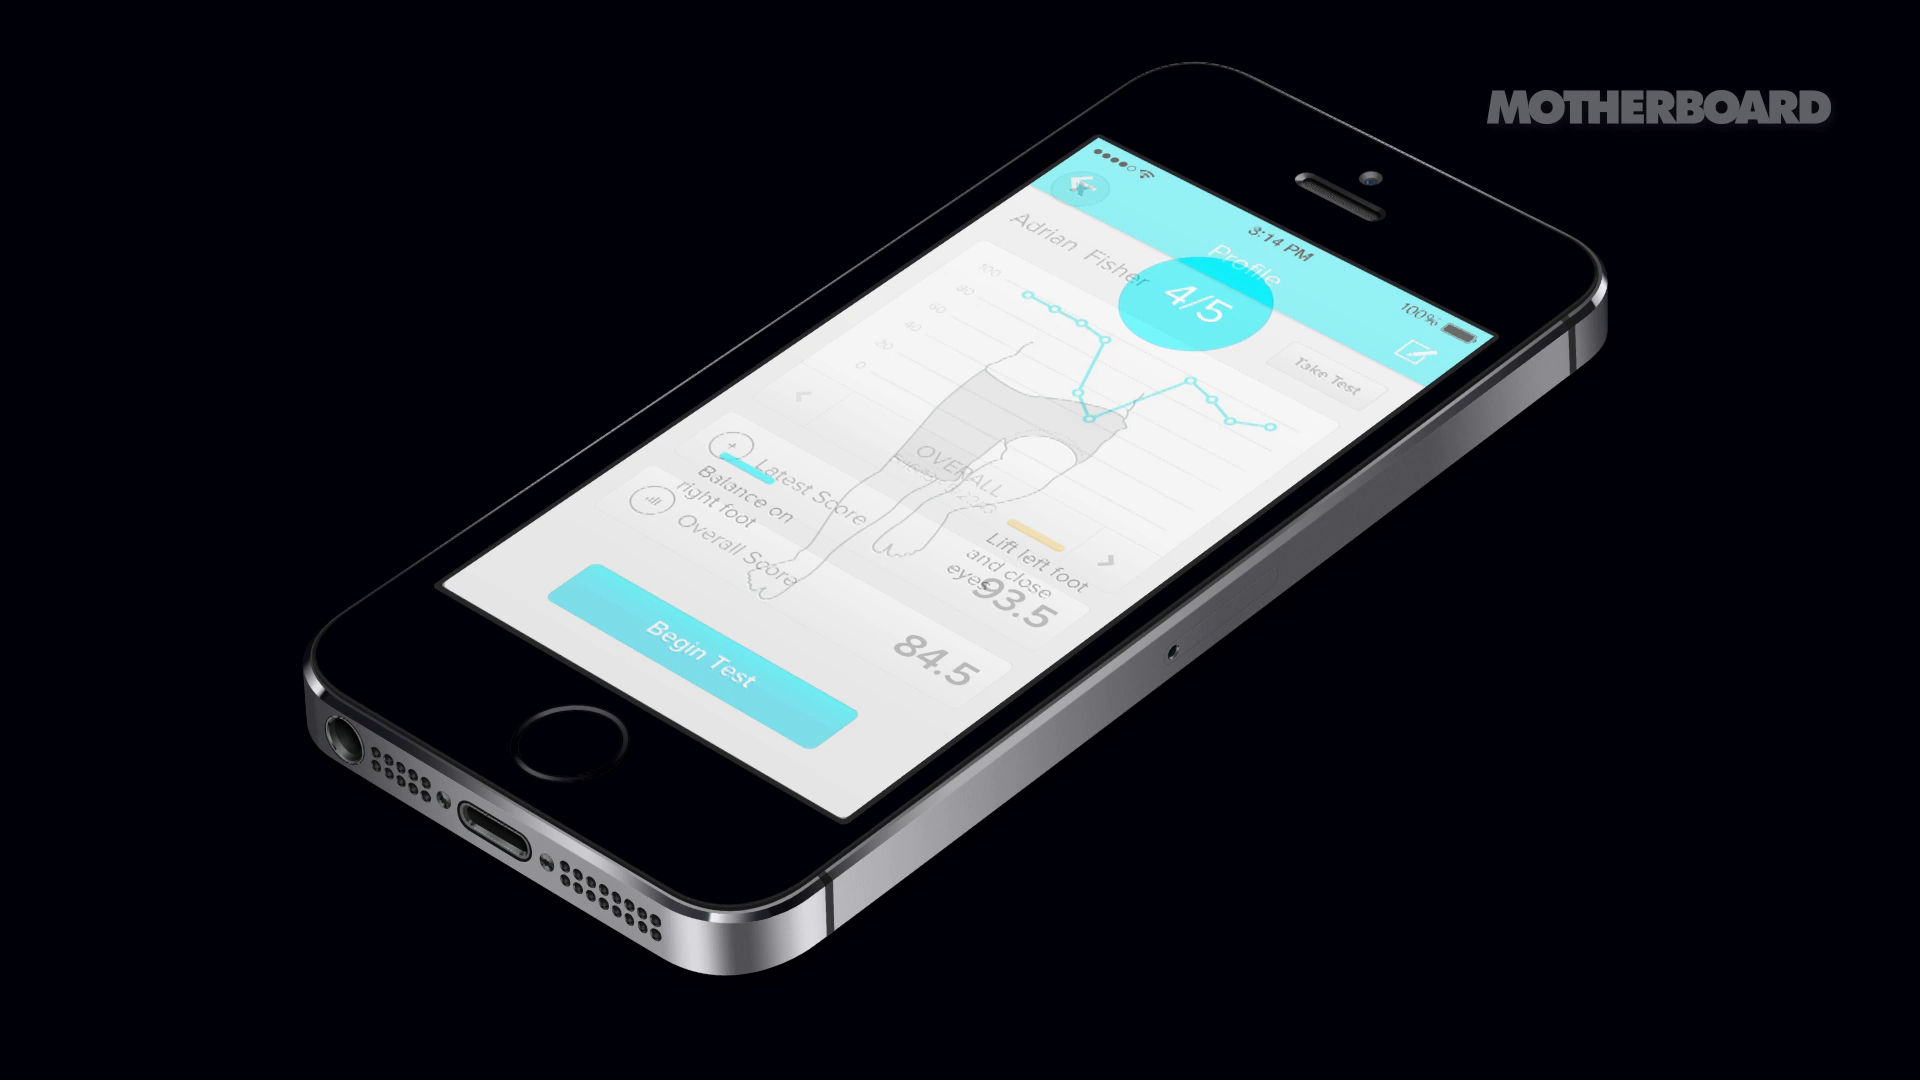 MOTHERBOARD
3:14 PM
100%
Profile
Adrian Fisher
4/5
Take Test
100
80
60
40
20
0
OVERALL
Latest Score
93.5
Balance on
right foot
Lift left foot
and close
eyes
Overall Score
84.5
Begin Test